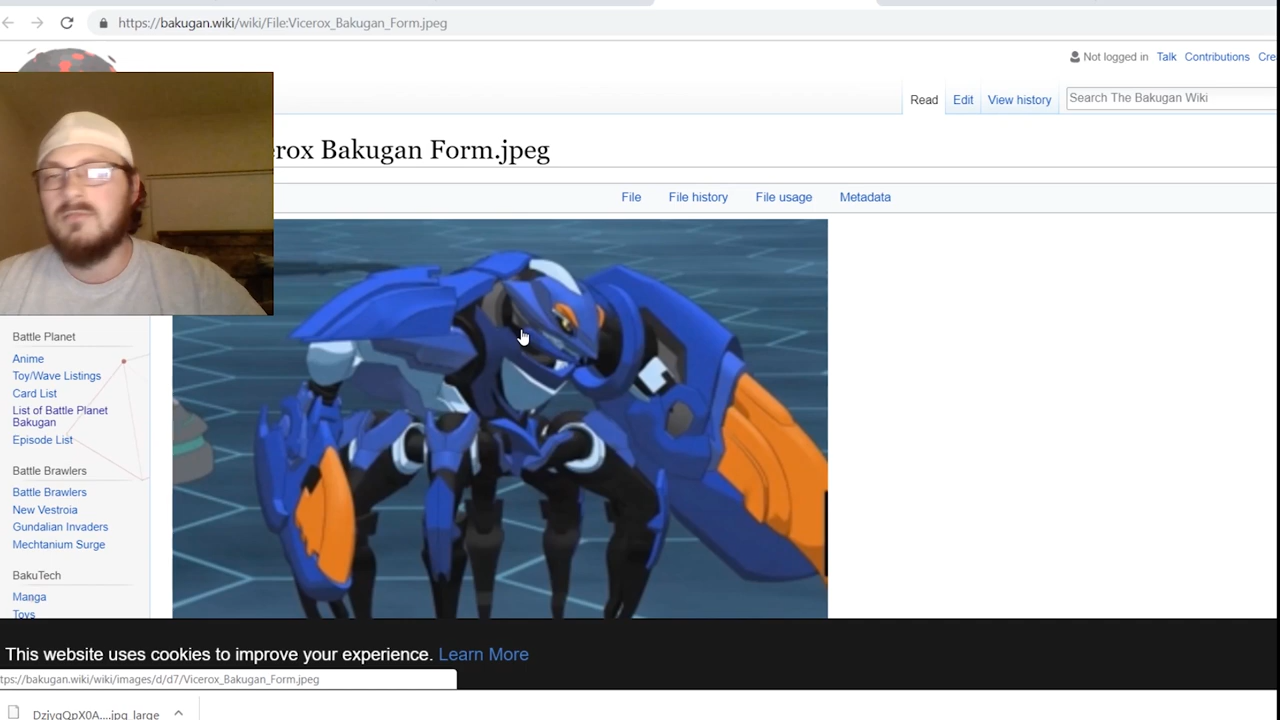 https://bakugan.wiki/wiki/File:Vicerox_Bakugan_Form.jpeg
Not logged in Talk Contributions Cre
Read Edit View history Search The Bakugan Wiki
erox Bakugan Form.jpeg
File File history File usage Metadata
Battle Planet
Anime
Toy/Wave Listings
Card List
List of Battle Planet
Bakugan
Episode List
Battle Brawlers
Battle Brawlers
New Vestroia
Gundalian Invaders
Mechtanium Surge
BakuTech
Manga
Toys
This website uses cookies to improve your experience. Learn More
tps://bakugan.wiki/wiki/images/d/d7/Vicerox_Bakugan_Form.jpeg